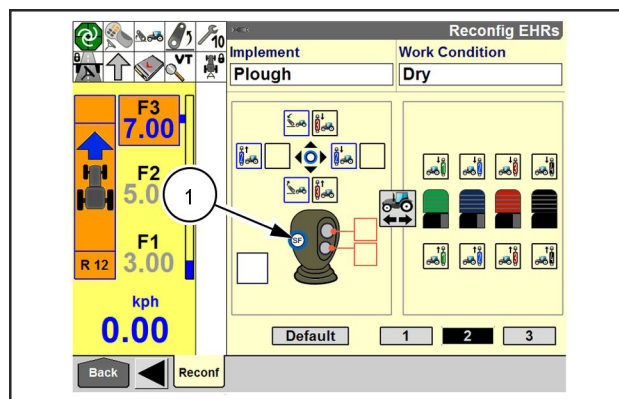 Reconfig EHRs
10
Implement
Work Condition
VT
Plough
Dry
F3
7.00
F2
5.0
1
F1
R 12
3.00
SF
kph
0.00
Default
1
2
3
Back
Reconf